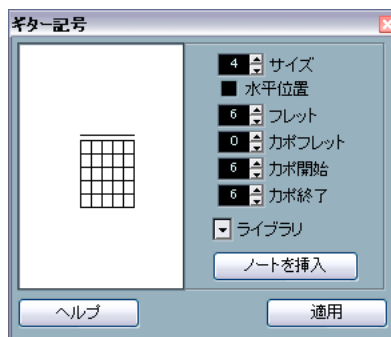 ギター記号
4 サイズ
水平位置
6 フレット
0 カポフレット
6 カポ開始
6 カポ終了
ライブラリ
ノートを挿入
ヘルプ 適用